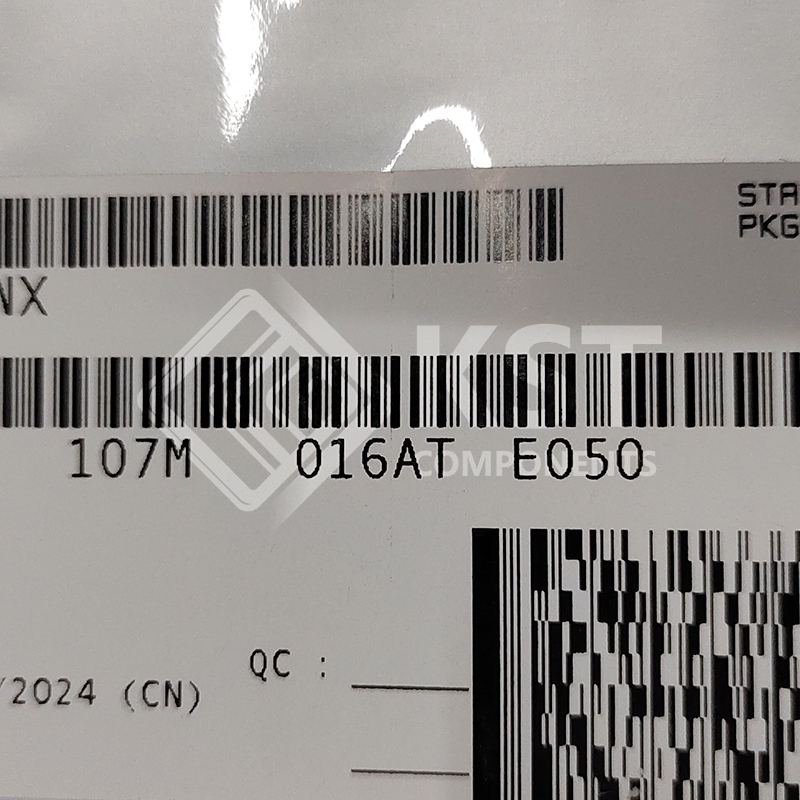 STA
PKG
NX
KST
COMPONENTS
107M 016AT E050
QC :
/2024 (CN)